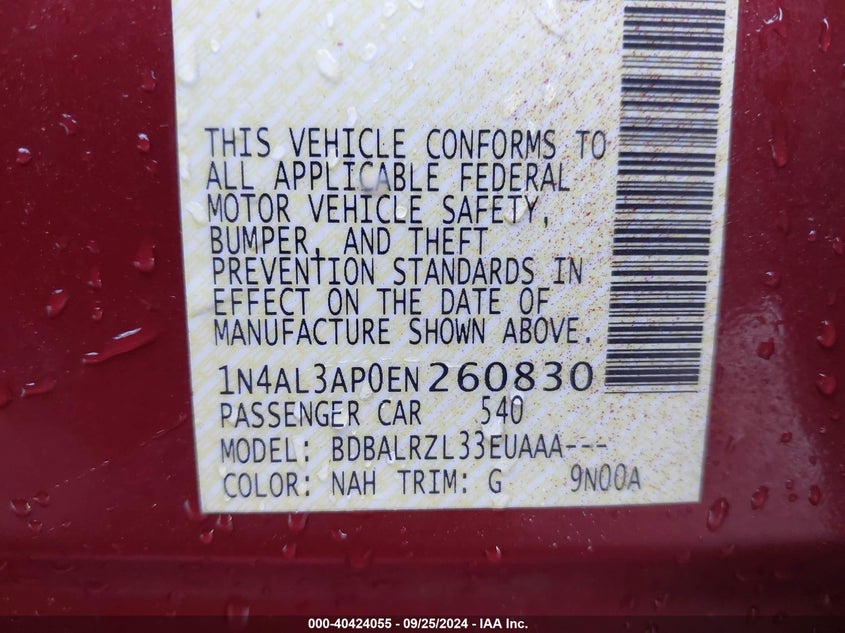 THIS VEHICLE CONFORMS TO
ALL APPLICABLE FEDERAL
MOTOR VEHICLE SAFETY,
BUMPER, AND THEFT
PREVENTION STANDARDS IN
EFFECT ON THE DATE OF
MANUFACTURE SHOWN ABOVE.
1N4AL3AP0EN260830
PASSENGER CAR 540
MODEL: BDBALRZL33EUAAA---
COLOR: NAH TRIM: G 9N00A
000-40424055 - 09/25/2024 - IAA Inc.